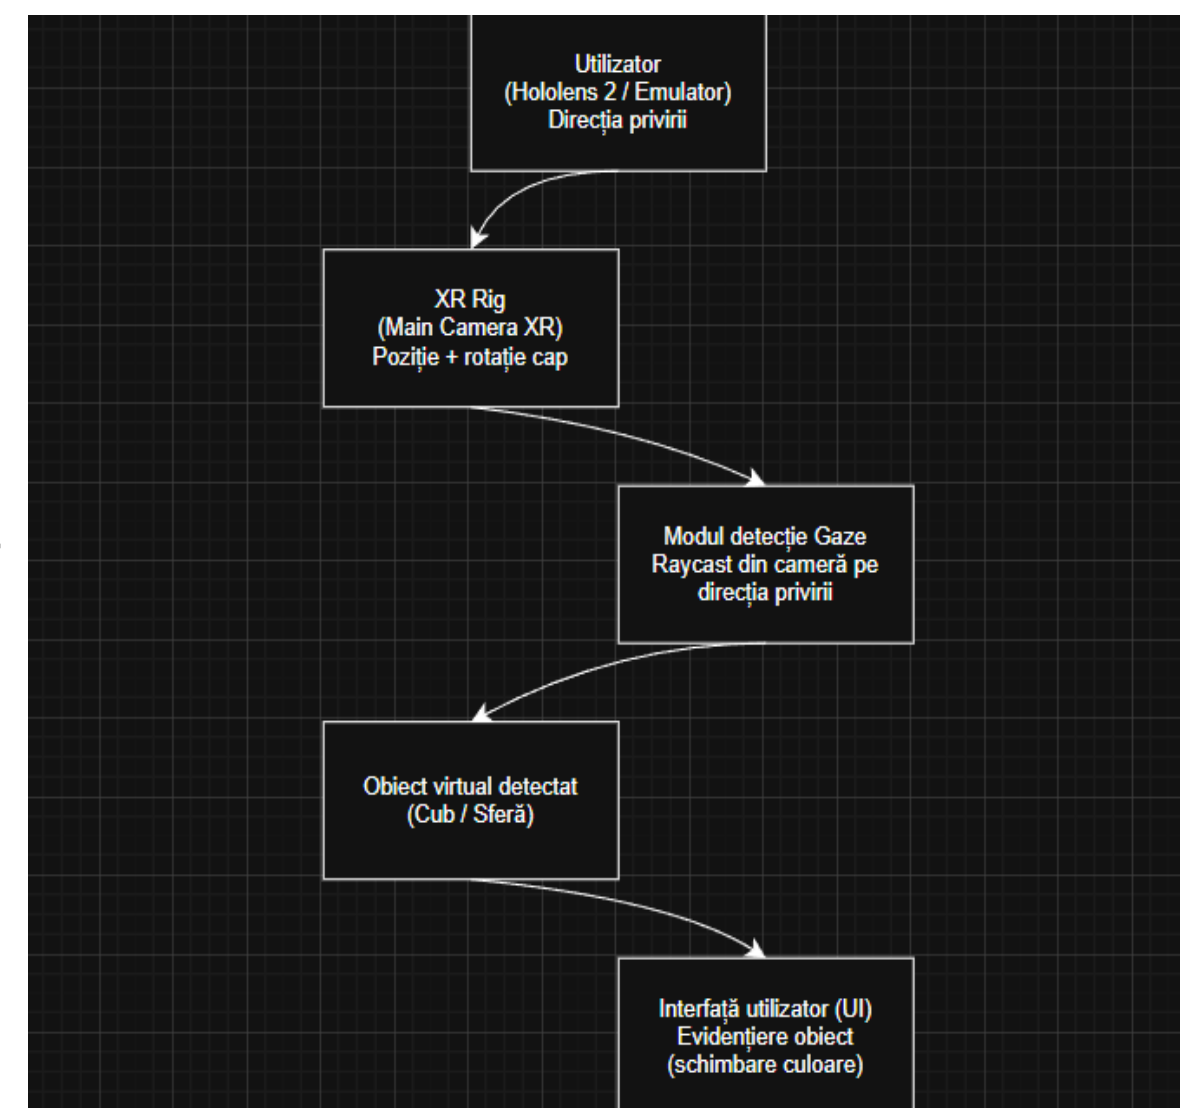 Utilizator
(Hololens 2 / Emulator)
Direcția privirii
XR Rig
(Main Camera XR)
Poziție + rotație cap
Modul detecție Gaze
Raycast din cameră pe
direcția privirii
Obiect virtual detectat
(Cub / Sferă)
Interfață utilizator (UI)
Evidențiere obiect
(schimbare culoare)